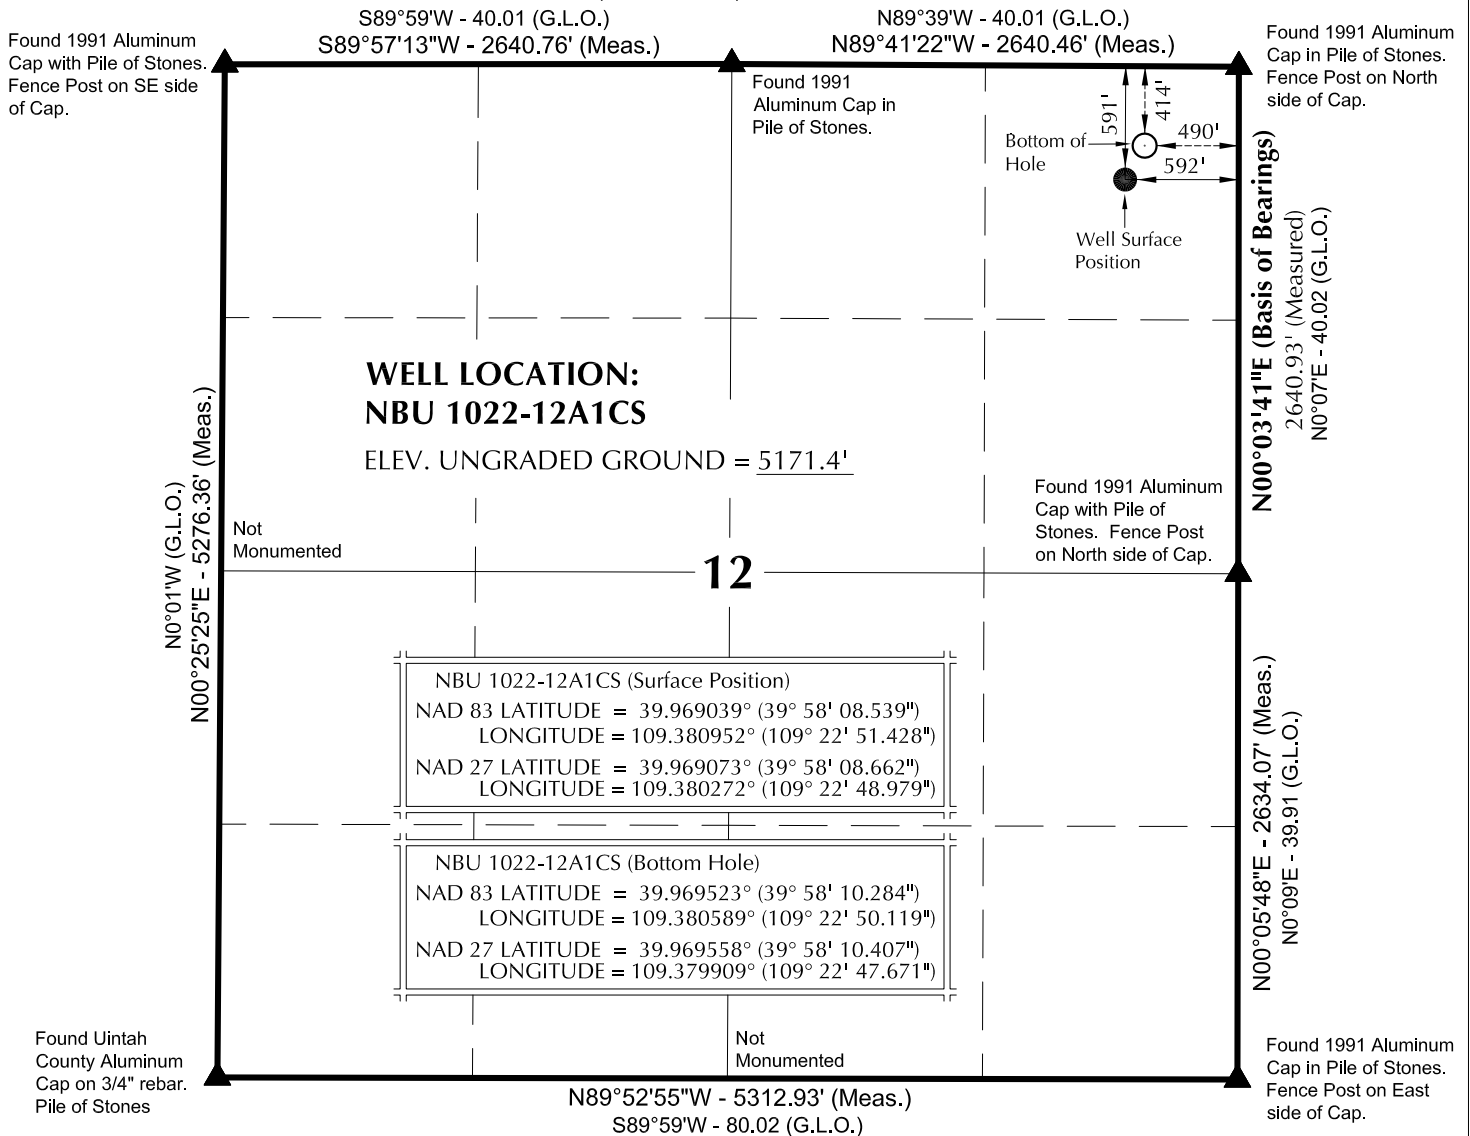 S89°59'W - 40.01 (G.L.O.)
S89°57'13"W - 2640.76' (Meas.)
N89°39'W - 40.01 (G.L.O.)
N89°41'22"W - 2640.46' (Meas.)
Found 1991 Aluminum
Cap with Pile of Stones.
Fence Post on SE side
of Cap.
Found 1991
Aluminum Cap in
Pile of Stones.
Found 1991 Aluminum
Cap in Pile of Stones.
Fence Post on North
side of Cap.
591'
414'
490'
592'
Bottom of
Hole
Well Surface
Position
N00°03'41"E (Basis of Bearings)
2640.93' (Measured)
N0°07'E - 40.02 (G.L.O.)
WELL LOCATION:
NBU 1022-12A1CS
ELEV. UNGRADED GROUND = 5171.4'
N0°01'W (G.L.O.)
N00°25'25"E - 5276.36' (Meas.)
Not
Monumented
Found 1991 Aluminum
Cap with Pile of
Stones. Fence Post
on North side of Cap.
12
NBU 1022-12A1CS (Surface Position)
NAD 83 LATITUDE = 39.969039° (39° 58' 08.539")
LONGITUDE = 109.380952° (109° 22' 51.428")
NAD 27 LATITUDE = 39.969073° (39° 58' 08.662")
LONGITUDE = 109.380272° (109° 22' 48.979")
NBU 1022-12A1CS (Bottom Hole)
NAD 83 LATITUDE = 39.969523° (39° 58' 10.284")
LONGITUDE = 109.380589° (109° 22' 50.119")
NAD 27 LATITUDE = 39.969558° (39° 58' 10.407")
LONGITUDE = 109.379909° (109° 22' 47.671")
N00°05'48"E - 2634.07' (Meas.)
N0°09'E - 39.91 (G.L.O.)
Found Uintah
County Aluminum
Cap on 3/4" rebar.
Pile of Stones
Not
Monumented
Found 1991 Aluminum
Cap in Pile of Stones.
Fence Post on East
side of Cap.
N89°52'55"W - 5312.93' (Meas.)
S89°59'W - 80.02 (G.L.O.)